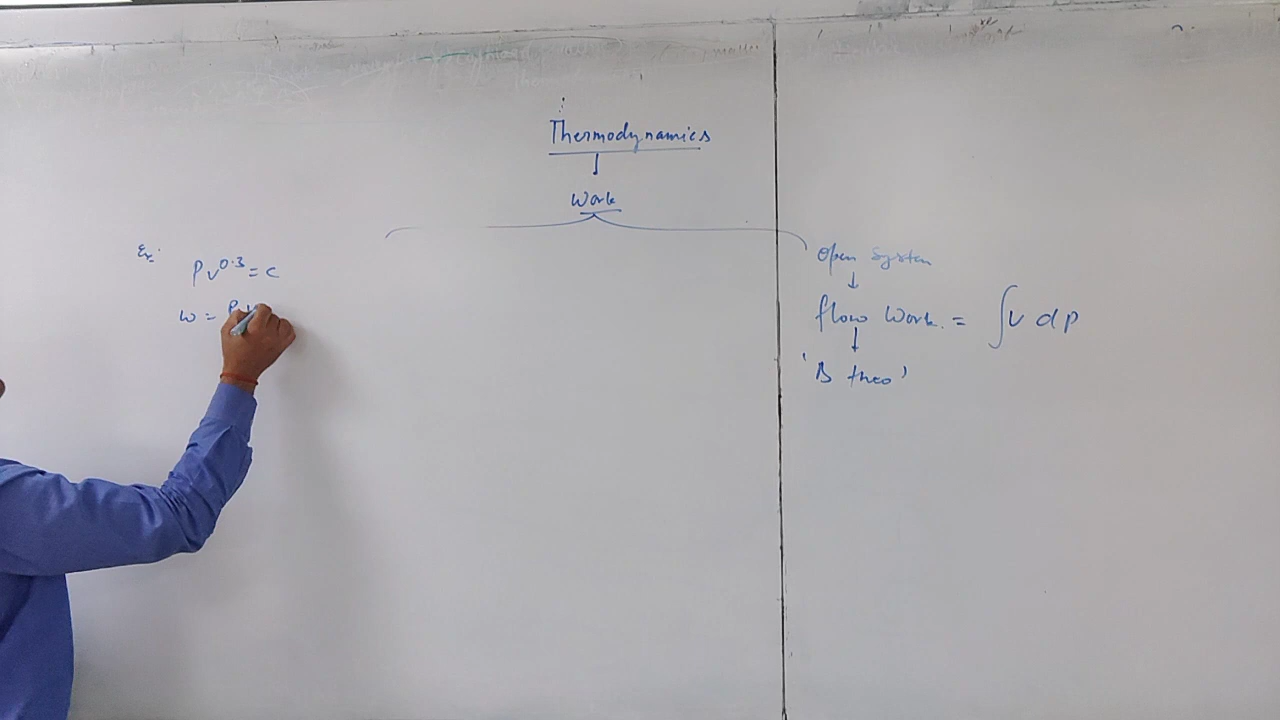 Thermodynamics
Work
Ex:
PV^0.3 = C
W = P
Open System
flow Work = ∫v dp
'B theo'